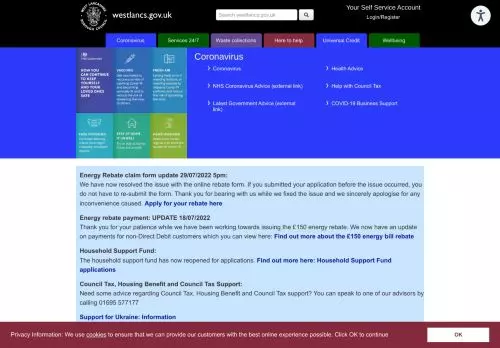 westlancs.gov.uk
Search westlancs.gov.uk
Your Self Service Account
Login/Register
Coronavirus
Services 24/7
Waste collections
Here to help
Universal Credit
Wellbeing
HOW YOU CAN
CONTINUE TO
KEEP
YOURSELF AND
YOUR LOVED
ONES SAFE
Coronavirus
Coronavirus
NHS Coronavirus Advice (external link)
Latest Government Advice (external
link)
Health Advice
Help with Council Tax
COVID-19 Business Support
Energy Rebate claim form update 29/07/2022 5pm:
We have now resolved the issue with the online rebate form. If you submitted your application before the issue occurred, you
do not have to re-submit the form. Thank you for bearing with us while we fixed the issue and we sincerely apologise for any
inconvenience caused. Apply for your rebate here
Energy rebate payment: UPDATE 18/07/2022
Thank you for your patience while we have been working towards issuing the £150 energy rebate. We now have an update
on payments for non-Direct Debit customers which you can view here: Find out more about the £150 energy bill rebate
Household Support Fund:
The household support fund has now reopened for applications. Find out more here: Household Support Fund
applications
Council Tax, Housing Benefit and Council Tax Support:
Need some advice regarding Council Tax, Housing Benefit and Council Tax support? You can speak to one of our advisors by
calling 01695 577177
Support for Ukraine: Information
Privacy Information: We use cookies to ensure that we can provide our customers with the best online experience possible. Click OK to continue
OK